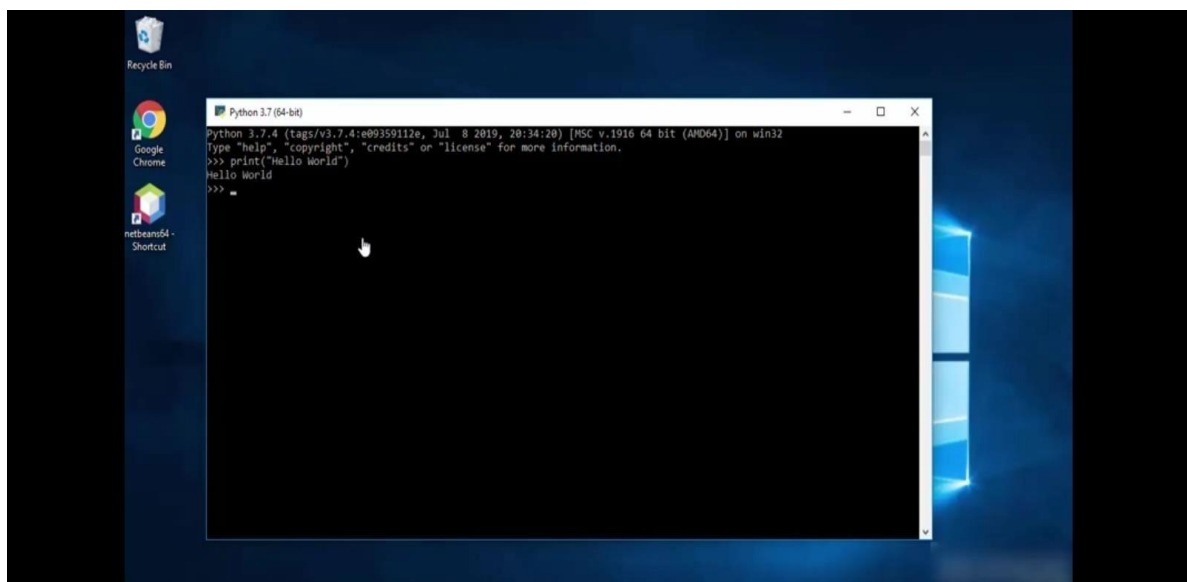 Recycle Bin
Google
Chrome
netbeans64 -
Shortcut
Python 3.7 (64-bit)
Python 3.7.4 (tags/v3.7.4:e09359112e, Jul  8 2019, 20:34:20) [MSC v.1916 64 bit (AMD64)] on win32
Type "help", "copyright", "credits" or "license" for more information.
>>> print("Hello World")
Hello World
>>> _